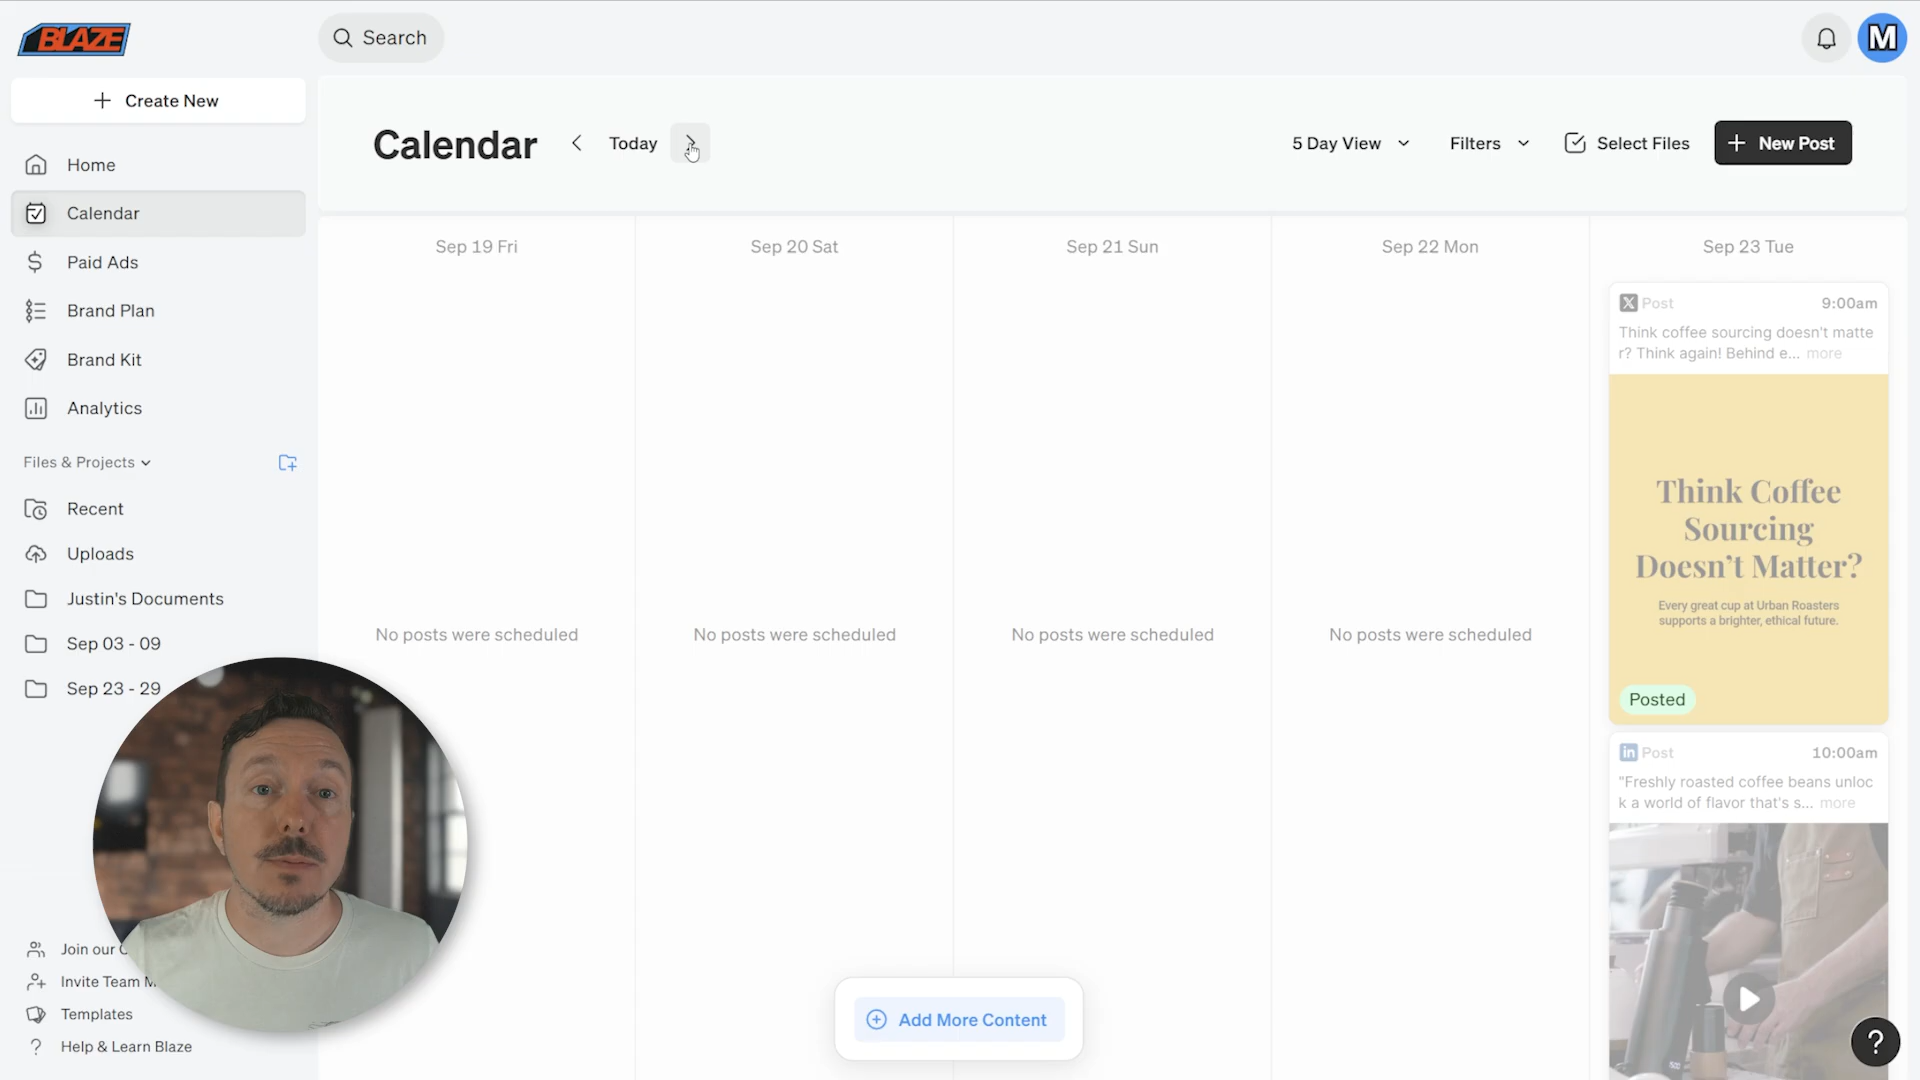 BLAZE
Search
M
Create New
Home
Calendar
Paid Ads
Brand Plan
Brand Kit
Analytics
Files & Projects
Recent
Uploads
Justin's Documents
Sep 03 - 09
Sep 23 - 29
Join our
Invite Team
Templates
Help & Learn Blaze
Calendar
Today
5 Day View
Filters
Select Files
New Post
Sep 19 Fri
Sep 20 Sat
Sep 21 Sun
Sep 22 Mon
Sep 23 Tue
No posts were scheduled
No posts were scheduled
No posts were scheduled
No posts were scheduled
X Post
9:00am
Think coffee sourcing doesn't matte
r? Think again! Behind e... more
Think Coffee
Sourcing
Doesn't Matter?
Every great cup at Urban Roasters
supports a brighter, ethical future.
Posted
in Post
10:00am
"Freshly roasted coffee beans unloc
k a world of flavor that's s... more
Add More Content
?